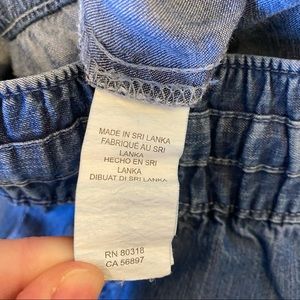 MADE IN SRI LANKA
FABRIQUÉ AU SRI
LANKA
HECHO EN SRI
LANKA
DIBUAT DI SRI LANKA
RN 80318
CA 56897